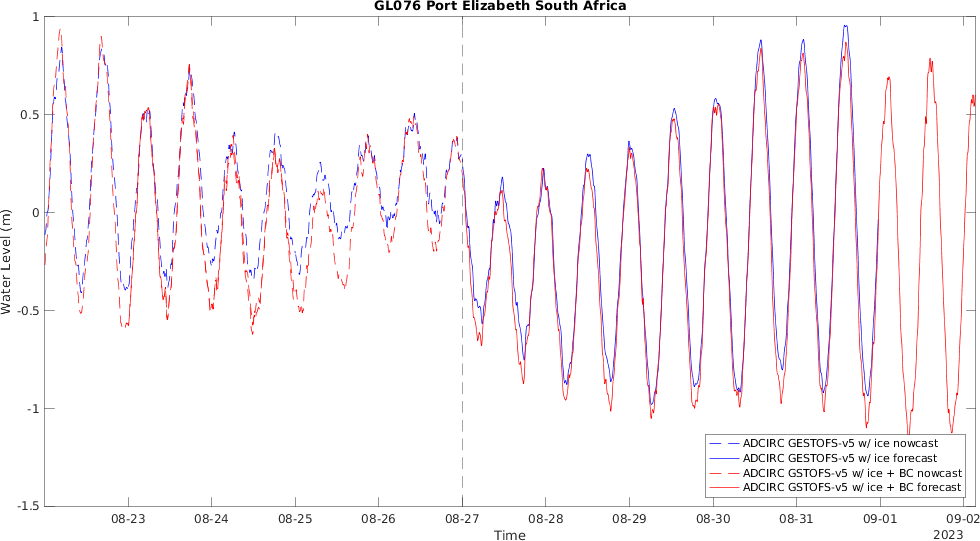 GL076 Port Elizabeth South Africa
1
0.5
0
-0.5
-1
-1.5
Water Level (m)
ADCIRC GESTOFS-v5 w/ ice nowcast
ADCIRC GESTOFS-v5 w/ ice forecast
ADCIRC GSTOFS-v5 w/ ice + BC nowcast
ADCIRC GSTOFS-v5 w/ ice + BC forecast
08-23 08-24 08-25 08-26 08-27 08-28 08-29 08-30 08-31 09-01 09-02
Time
2023